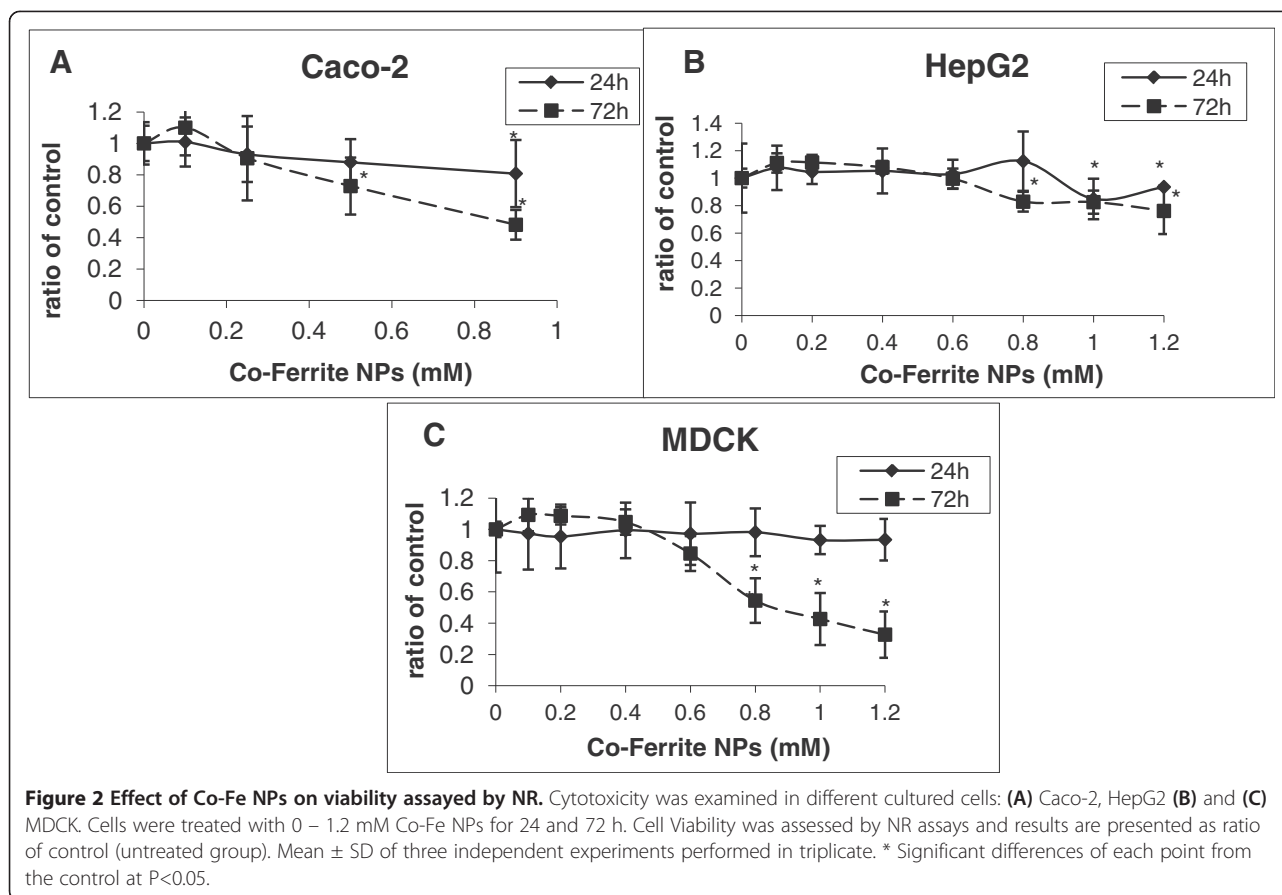 A
Caco-2
24h
72h
ratio of control
1.2
1
0.8
0.6
0.4
0.2
0
0 0.2 0.4 0.6 0.8 1
* * *
*
Co-Ferrite NPs (mM)
B
HepG2
24h
72h
ratio of control
1.4
1.2
1.0
0.8
0.6
0.4
0.2
0
0 0.2 0.4 0.6 0.8 1.0 1.2
* * * *
Co-Ferrite NPs (mM)
C
MDCK
24h
72h
ratio of control
1.2
1
0.8
0.6
0.4
0.2
0
0 0.2 0.4 0.6 0.8 1 1.2
* * *
Co-Ferrite NPs (mM)
Figure 2 Effect of Co-Fe NPs on viability assayed by NR. Cytotoxicity was examined in different cultured cells: (A) Caco-2, HepG2 (B) and (C)
MDCK. Cells were treated with 0 – 1.2 mM Co-Fe NPs for 24 and 72 h. Cell Viability was assessed by NR assays and results are presented as ratio
of control (untreated group). Mean ± SD of three independent experiments performed in triplicate. * Significant differences of each point from
the control at P<0.05.